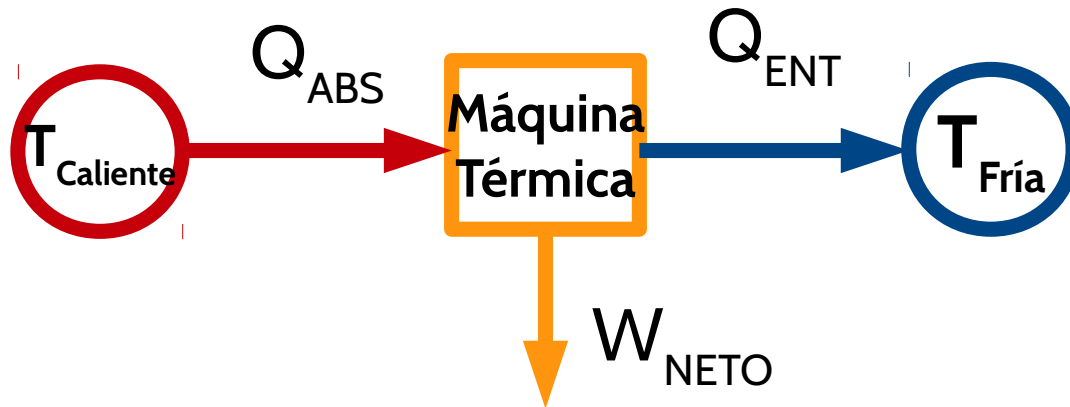 Q ABS
Q ENT
T Caliente
Máquina
Térmica
T Fría
W NETO